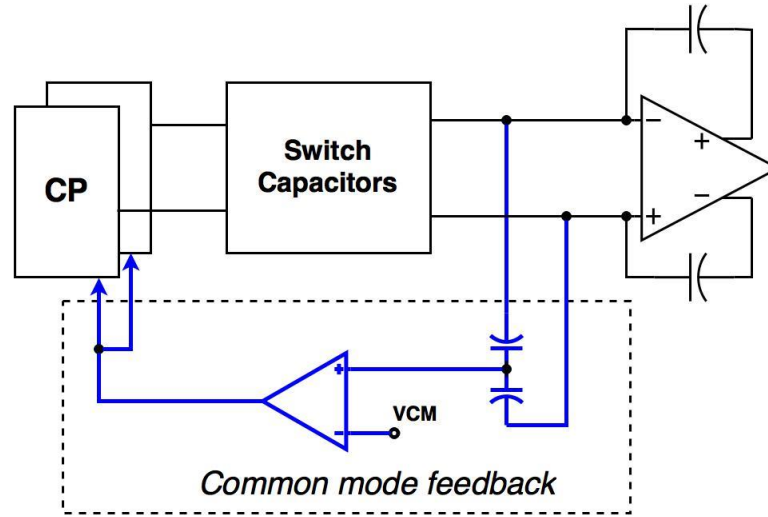 CP
Switch
Capacitors
−
+
+
−
+
−
VCM
Common mode feedback